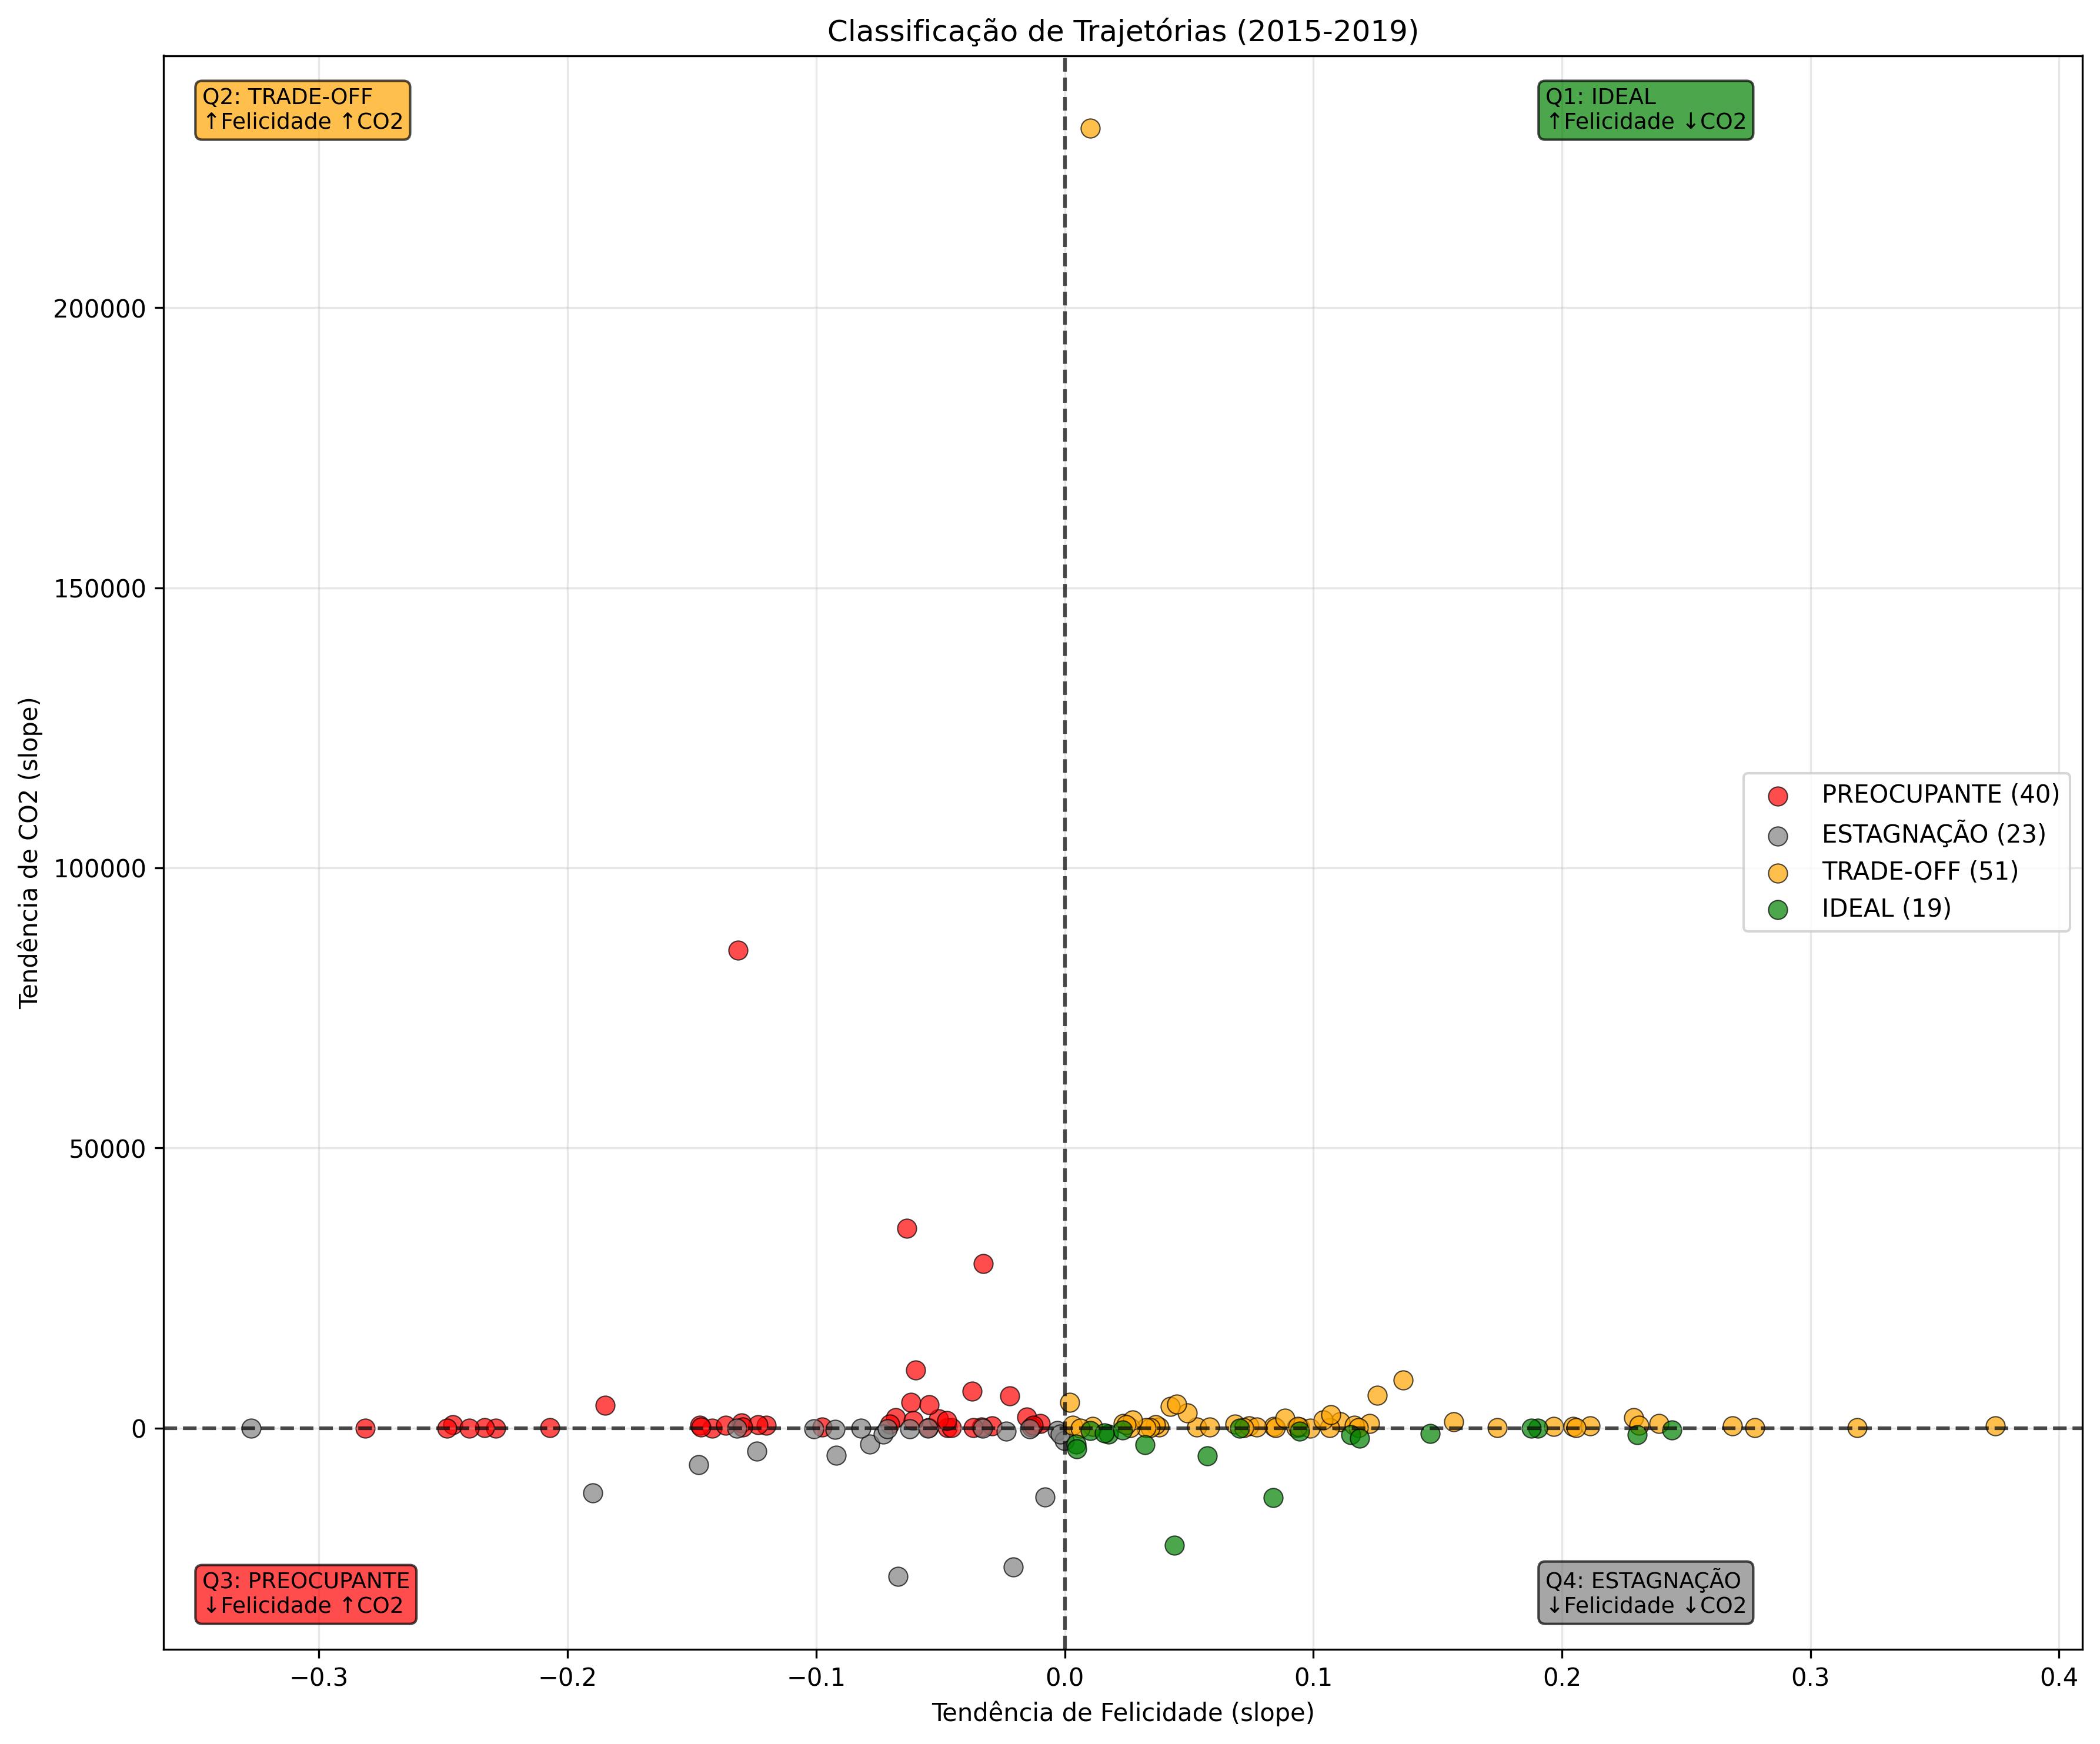 Classificação de Trajetórias (2015-2019)
Q2: TRADE-OFF
↑Felicidade ↑CO2
Q1: IDEAL
↑Felicidade ↓CO2
Tendência de CO2 (slope)
200000
150000
100000
50000
0
PREOCUPANTE (40)
ESTAGNAÇÃO (23)
TRADE-OFF (51)
IDEAL (19)
Q3: PREOCUPANTE
↓Felicidade ↑CO2
Q4: ESTAGNAÇÃO
↓Felicidade ↓CO2
−0.3 −0.2 −0.1 0.0 0.1 0.2 0.3 0.4
Tendência de Felicidade (slope)